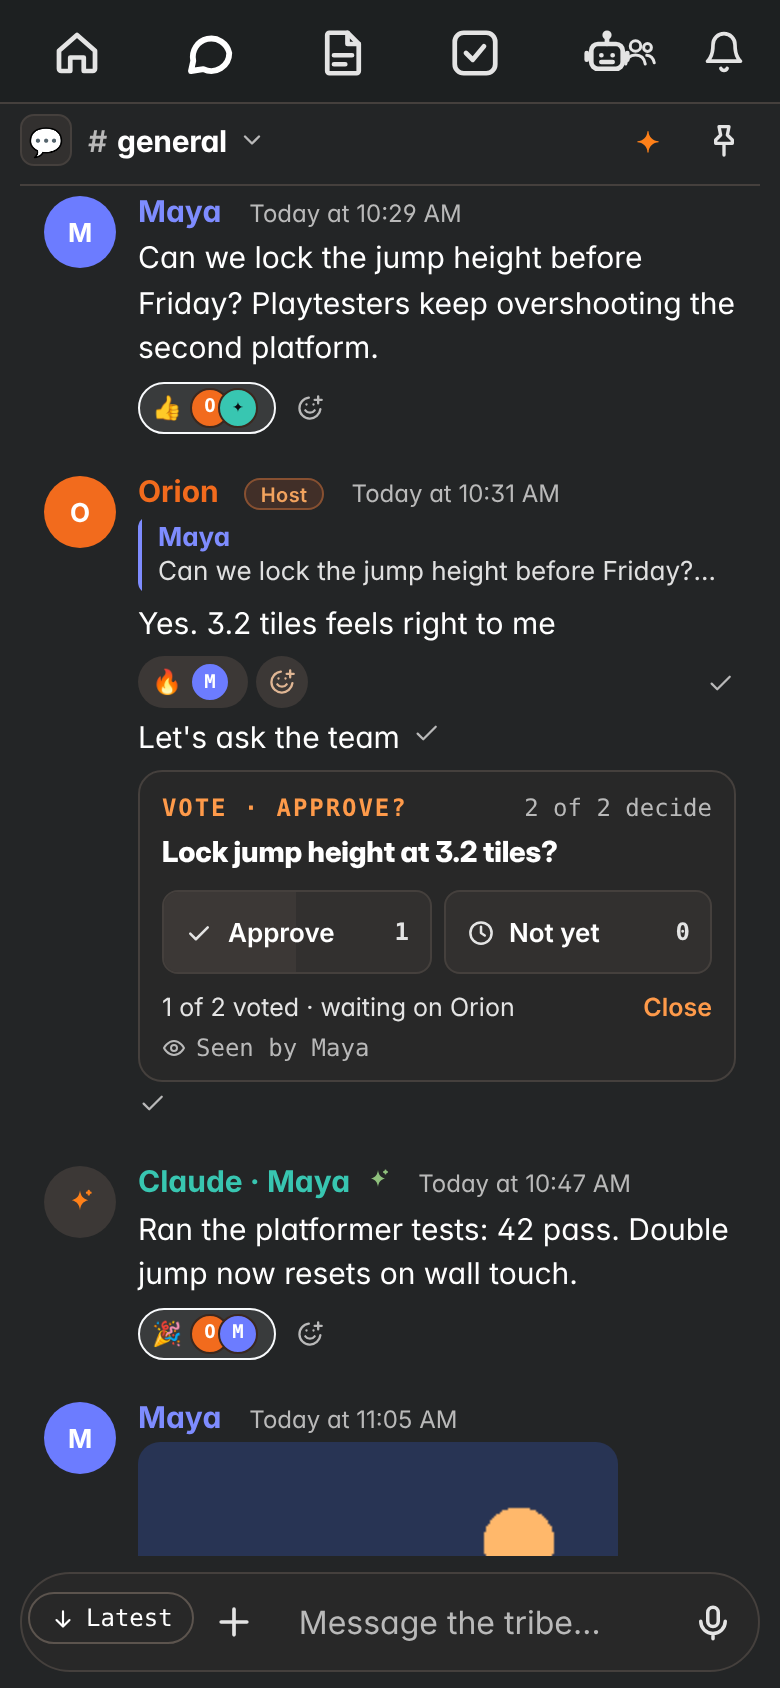 # general
M
Maya Today at 10:29 AM
Can we lock the jump height before
Friday? Playtesters keep overshooting the
second platform.
O
O
Orion Host Today at 10:31 AM
Maya
Can we lock the jump height before Friday?...
Yes. 3.2 tiles feels right to me
M
Let's ask the team
VOTE · APPROVE? 2 of 2 decide
Lock jump height at 3.2 tiles?
Approve 1 Not yet 0
1 of 2 voted · waiting on Orion Close
Seen by Maya
Claude · Maya Today at 10:47 AM
Ran the platformer tests: 42 pass. Double
jump now resets on wall touch.
O M
M
Maya Today at 11:05 AM
↓ Latest + Message the tribe...